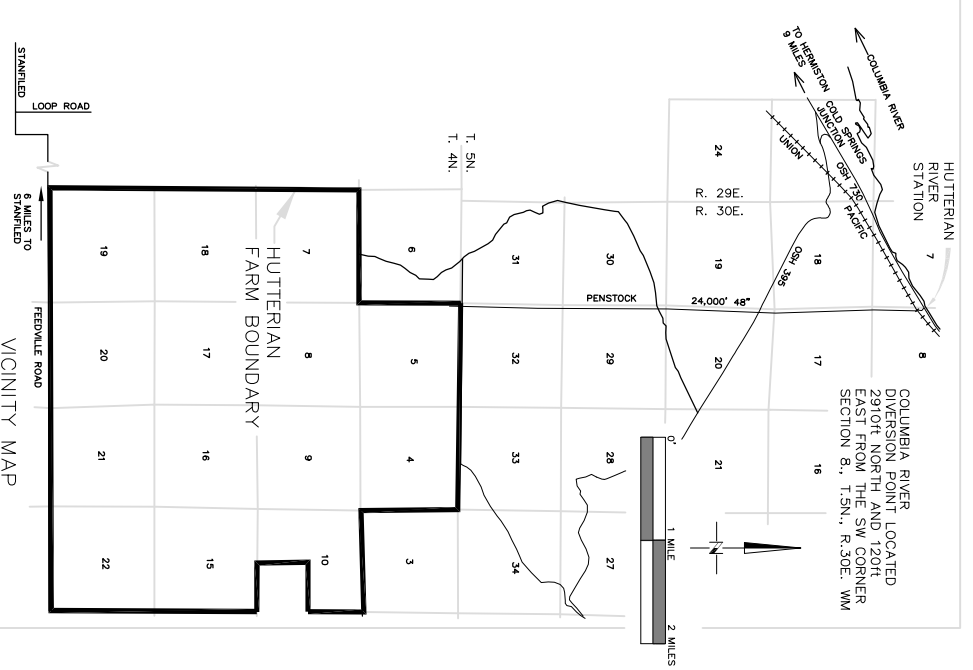 COLUMBIA RIVER
TO HERMISTON
9 MILES
COLD SPRINGS
JUNCTION
OSH 730
UNION
PACIFIC
HUTTERIAN
RIVER
STATION
7
8
24
R. 29E.
R. 30E.
19
18
OSH 395
17
16
20
21
COLUMBIA RIVER
DIVERSION POINT LOCATED
2910ft NORTH AND 120ft
EAST FROM THE SW CORNER
SECTION 8., T.5N., R.30E. WM
PENSTOCK
24,000' 48"
30
29
28
27
31
32
33
34
T. 5N.
T. 4N.
0'
1 MILE
2 MILES
N
6
5
4
3
7
8
9
10
HUTTERIAN
FARM BOUNDARY
18
17
16
15
19
20
21
22
STANFILED
LOOP ROAD
6 MILES TO
STANFILED
FEEDVILLE ROAD
VICINITY MAP